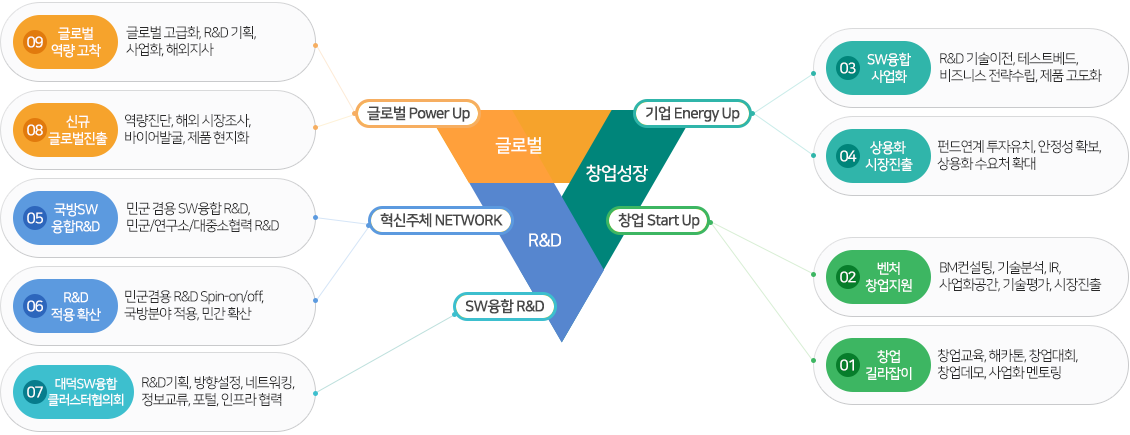 09
글로벌
역량 고착
글로벌 고급화, R&D 기획,
사업화, 해외지사
08
신규
글로벌진출
역량진단, 해외 시장조사,
바이어발굴, 제품 현지화
05
국방SW
융합R&D
민군 겸용 SW융합 R&D,
민군/연구소/대중소협력 R&D
06
R&D
적용 확산
민군겸용 R&D Spin-on/off,
국방분야 적용, 민간 확산
07
대덕SW융합
클러스터협의회
R&D기획, 방향설정, 네트워킹,
정보교류, 포털, 인프라 협력
글로벌 Power Up
기업 Energy Up
글로벌
창업성장
혁신주체 NETWORK
창업 Start Up
R&D
SW융합 R&D
03
SW융합
사업화
R&D 기술이전, 테스트베드,
비즈니스 전략수립, 제품 고도화
04
상용화
시장진출
펀드연계 투자유치, 안정성 확보,
상용화 수요처 확대
02
벤처
창업지원
BM컨설팅, 기술분석, IR,
사업화공간, 기술평가, 시장진출
01
창업
길라잡이
창업교육, 해카톤, 창업대회,
창업데모, 사업화 멘토링